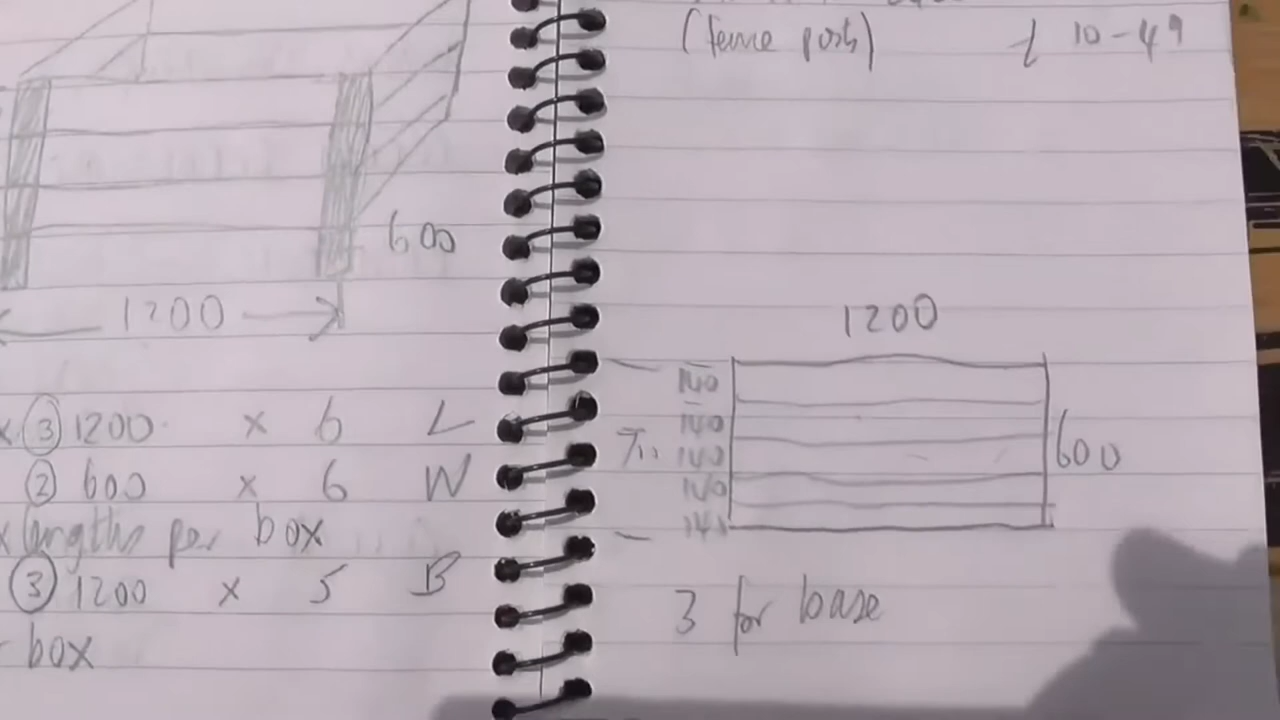 600
1200
x ③ 1200 x 6 L
② 600 x 6 W
x lengths per box
③ 1200 x 5 B
box
(fence post) 10-49
1200
140
140
140
140
600
3 for base